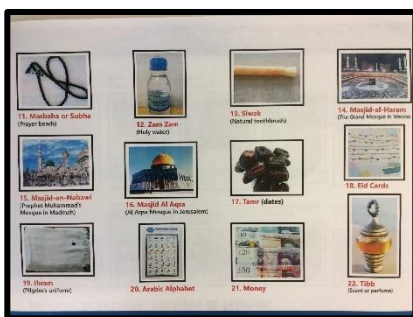 11. Masbaha or Subha
(Prayer beads)
12. Zam Zam
(Holy water)
13. Siwak
(Natural toothbrush)
14. Masjid-al-Haram
(The Grand Mosque in Mecca)
15. Masjid-an-Nabawi
(Prophet Muhammad's
Mosque in Madinah)
16. Masjid Al Aqsa
(Al Aqsa Mosque in Jerusalem)
17. Tamr (dates)
18. Eid Cards
19. Ihram
(Pilgrim's uniform)
20. Arabic Alphabet
21. Money
£20
£50
22. Tibb
(Scent or perfume)